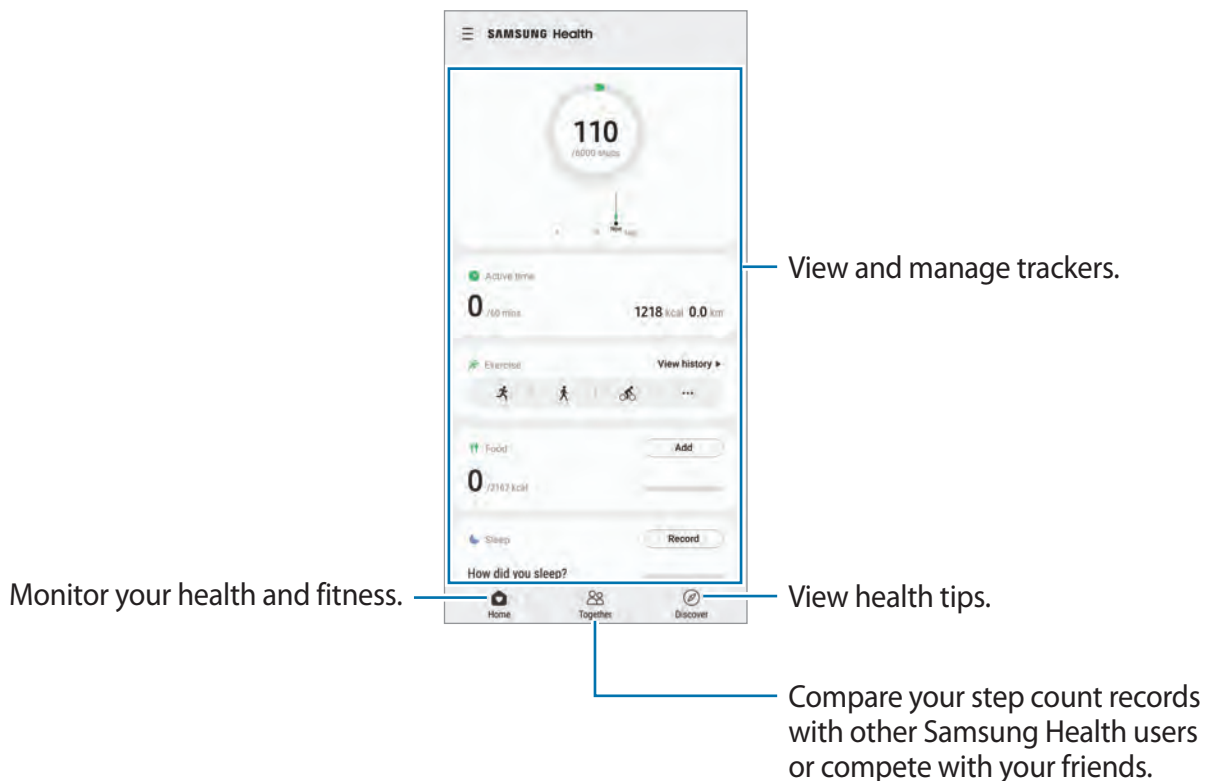 SAMSUNG Health
110
/6000 steps
Now
Active time
0 /60 mins
1218 kcal 0.0 km
Exercise
View history
Food
Add
0 /2167 kcal
Sleep
Record
How did you sleep?
Home
Together
Discover
View and manage trackers.
Monitor your health and fitness.
View health tips.
Compare your step count records
with other Samsung Health users
or compete with your friends.